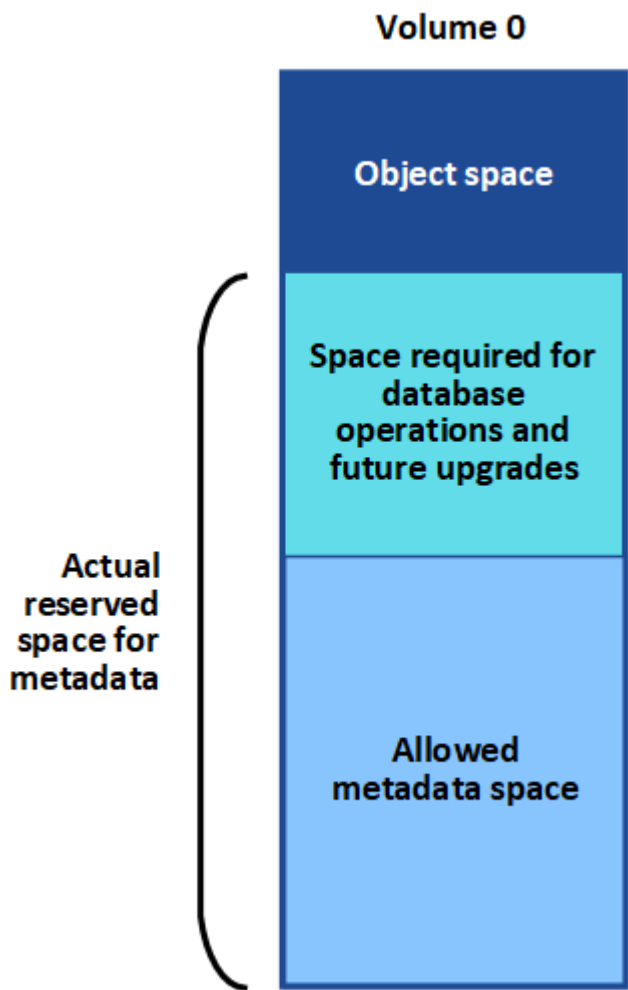 Volume 0
Object space
Space required for
database
operations and
future upgrades
Actual
reserved
space for
metadata
Allowed
metadata space